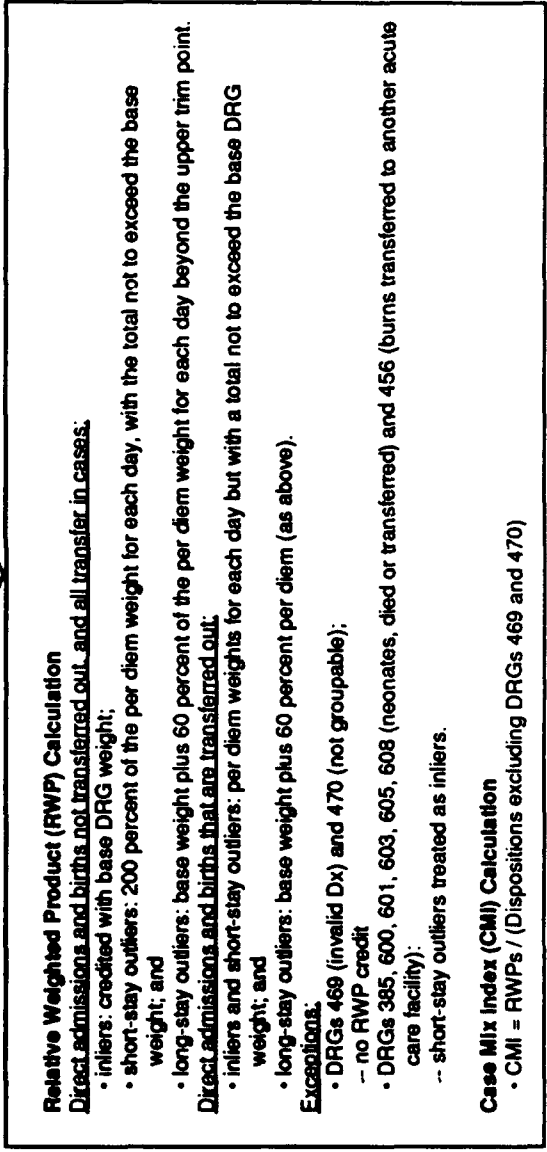 Relative Weighted Product (RWP) Calculation
Direct admissions and births not transferred out, and all transfer in cases:
• inliers: credited with base DRG weight;
• short-stay outliers: 200 percent of the per diem weight for each day, with the total not to exceed the base
weight; and
• long-stay outliers: base weight plus 60 percent of the per diem weight for each day beyond the upper trim point.
Direct admissions and births that are transferred out:
• inliers and short-stay outliers: per diem weights for each day but with a total not to exceed the base DRG
weight; and
• long-stay outliers: base weight plus 60 percent per diem (as above).
Exceptions:
• DRGs 469 (invalid Dx) and 470 (not groupable);
-- no RWP credit
• DRGs 385, 600, 601, 603, 605, 608 (neonates, died or transferred) and 456 (burns transferred to another acute
care facility):
-- short-stay outliers treated as inliers.
Case Mix Index (CMI) Calculation
• CMI = RWPs / (Dispositions excluding DRGs 469 and 470)